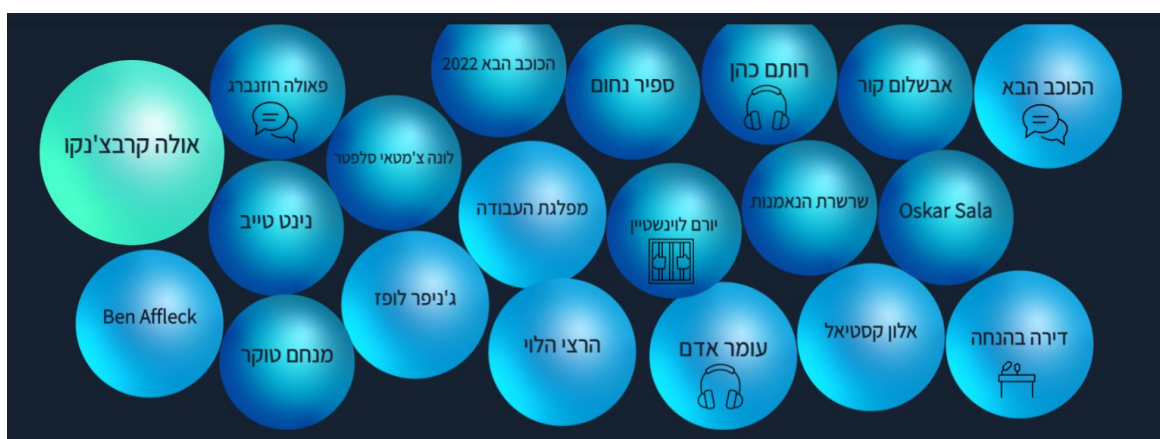 הכוכב הבא
אבשלום קור
רותם כהן
ספיר נחום
הכוכב הבא 2022
פאולה רוזנברג
אולה קרבצ'נקו
לונה צ'מטאי סלפטר
Oskar Sala
שרשרת הנאמנות
יורם לוינשטיין
מפלגת העבודה
נינט טייב
דירה בהנחה
אלון קסטיאל
עומר אדם
הרצי הלוי
ג'ניפר לופז
מנחם טוקר
Ben Affleck